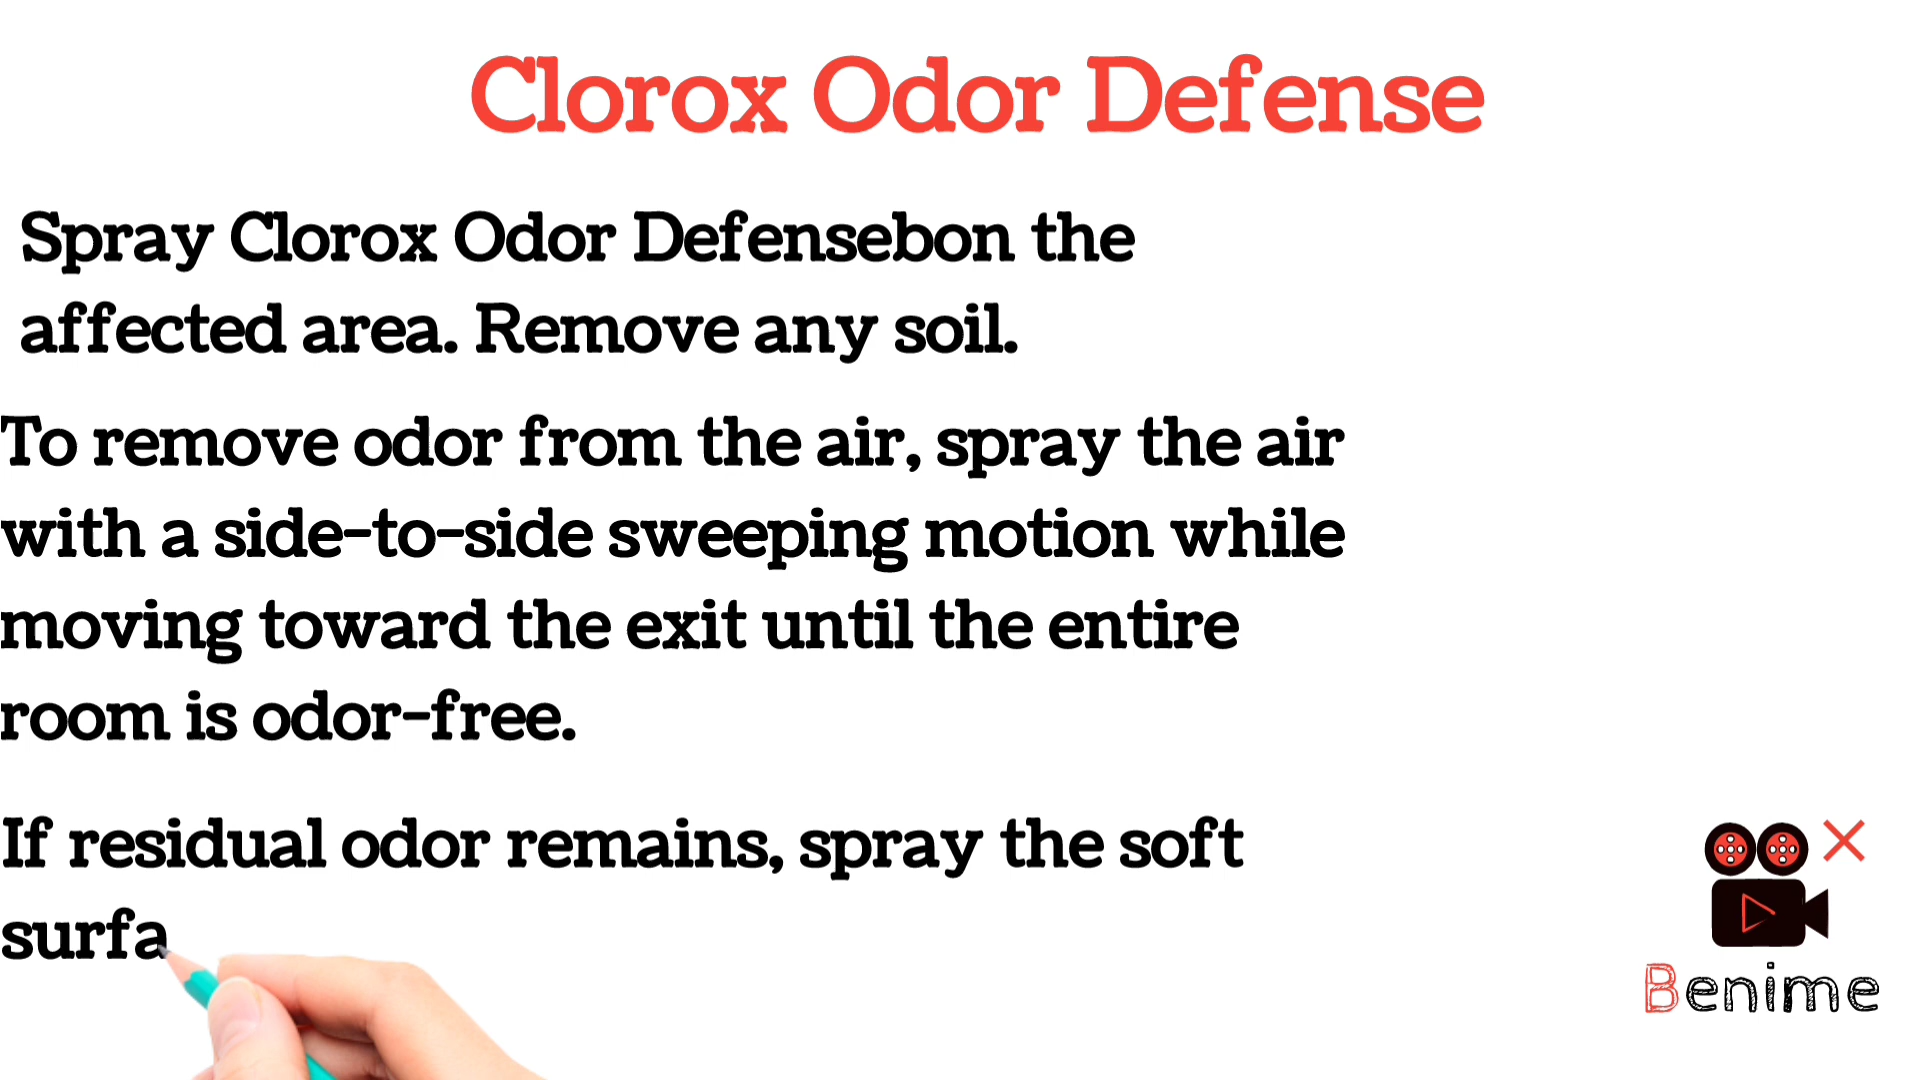 Clorox Odor Defense
Spray Clorox Odor Defensebon the
affected area. Remove any soil.
To remove odor from the air, spray the air
with a side-to-side sweeping motion while
moving toward the exit until the entire
room is odor-free.
If residual odor remains, spray the soft
surfa
Benime